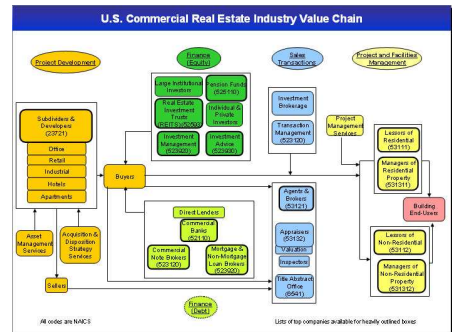 U.S. Commercial Real Estate Industry Value Chain
Project Development
Finance
(Equity)
Sales
Transactions
Project and Facilities
Management
Large Institutional
Investors
Pension Funds
(525110)
Real Estate
Investment
Trusts
Individual &
Private
Investors
Investment
Management
(523920)
Investment
Advice
(523930)
Investment
Brokerage
Transaction
Management
(523120)
Project
Management
Services
Subdividers &
Developers
(23721)
Office
Retail
Industrial
Hotels
Apartments
Buyers
Lessors of
Residential
(53111)
Managers of
Residential
Property
(531311)
Agents &
Brokers
(53121)
Appraisers
(53132)
Valuation
Inspectors
Title Abstract
Office
(5541)
Building
End-Users
Direct Lenders
Commercial
Banks
(52110)
Commercial
Note Brokers
(523120)
Mortgage &
Non-Mortgage
Loan Brokers
(523920)
Lessors of
Non-Residential
(53112)
Managers of
Non-Residential
Property
(531312)
Asset
Management
Services
Acquisition &
Disposition
Strategy
Services
Sellers
Finance
(Debt)
All codes are NAICS
Lists of top companies available for heavily outlined boxes